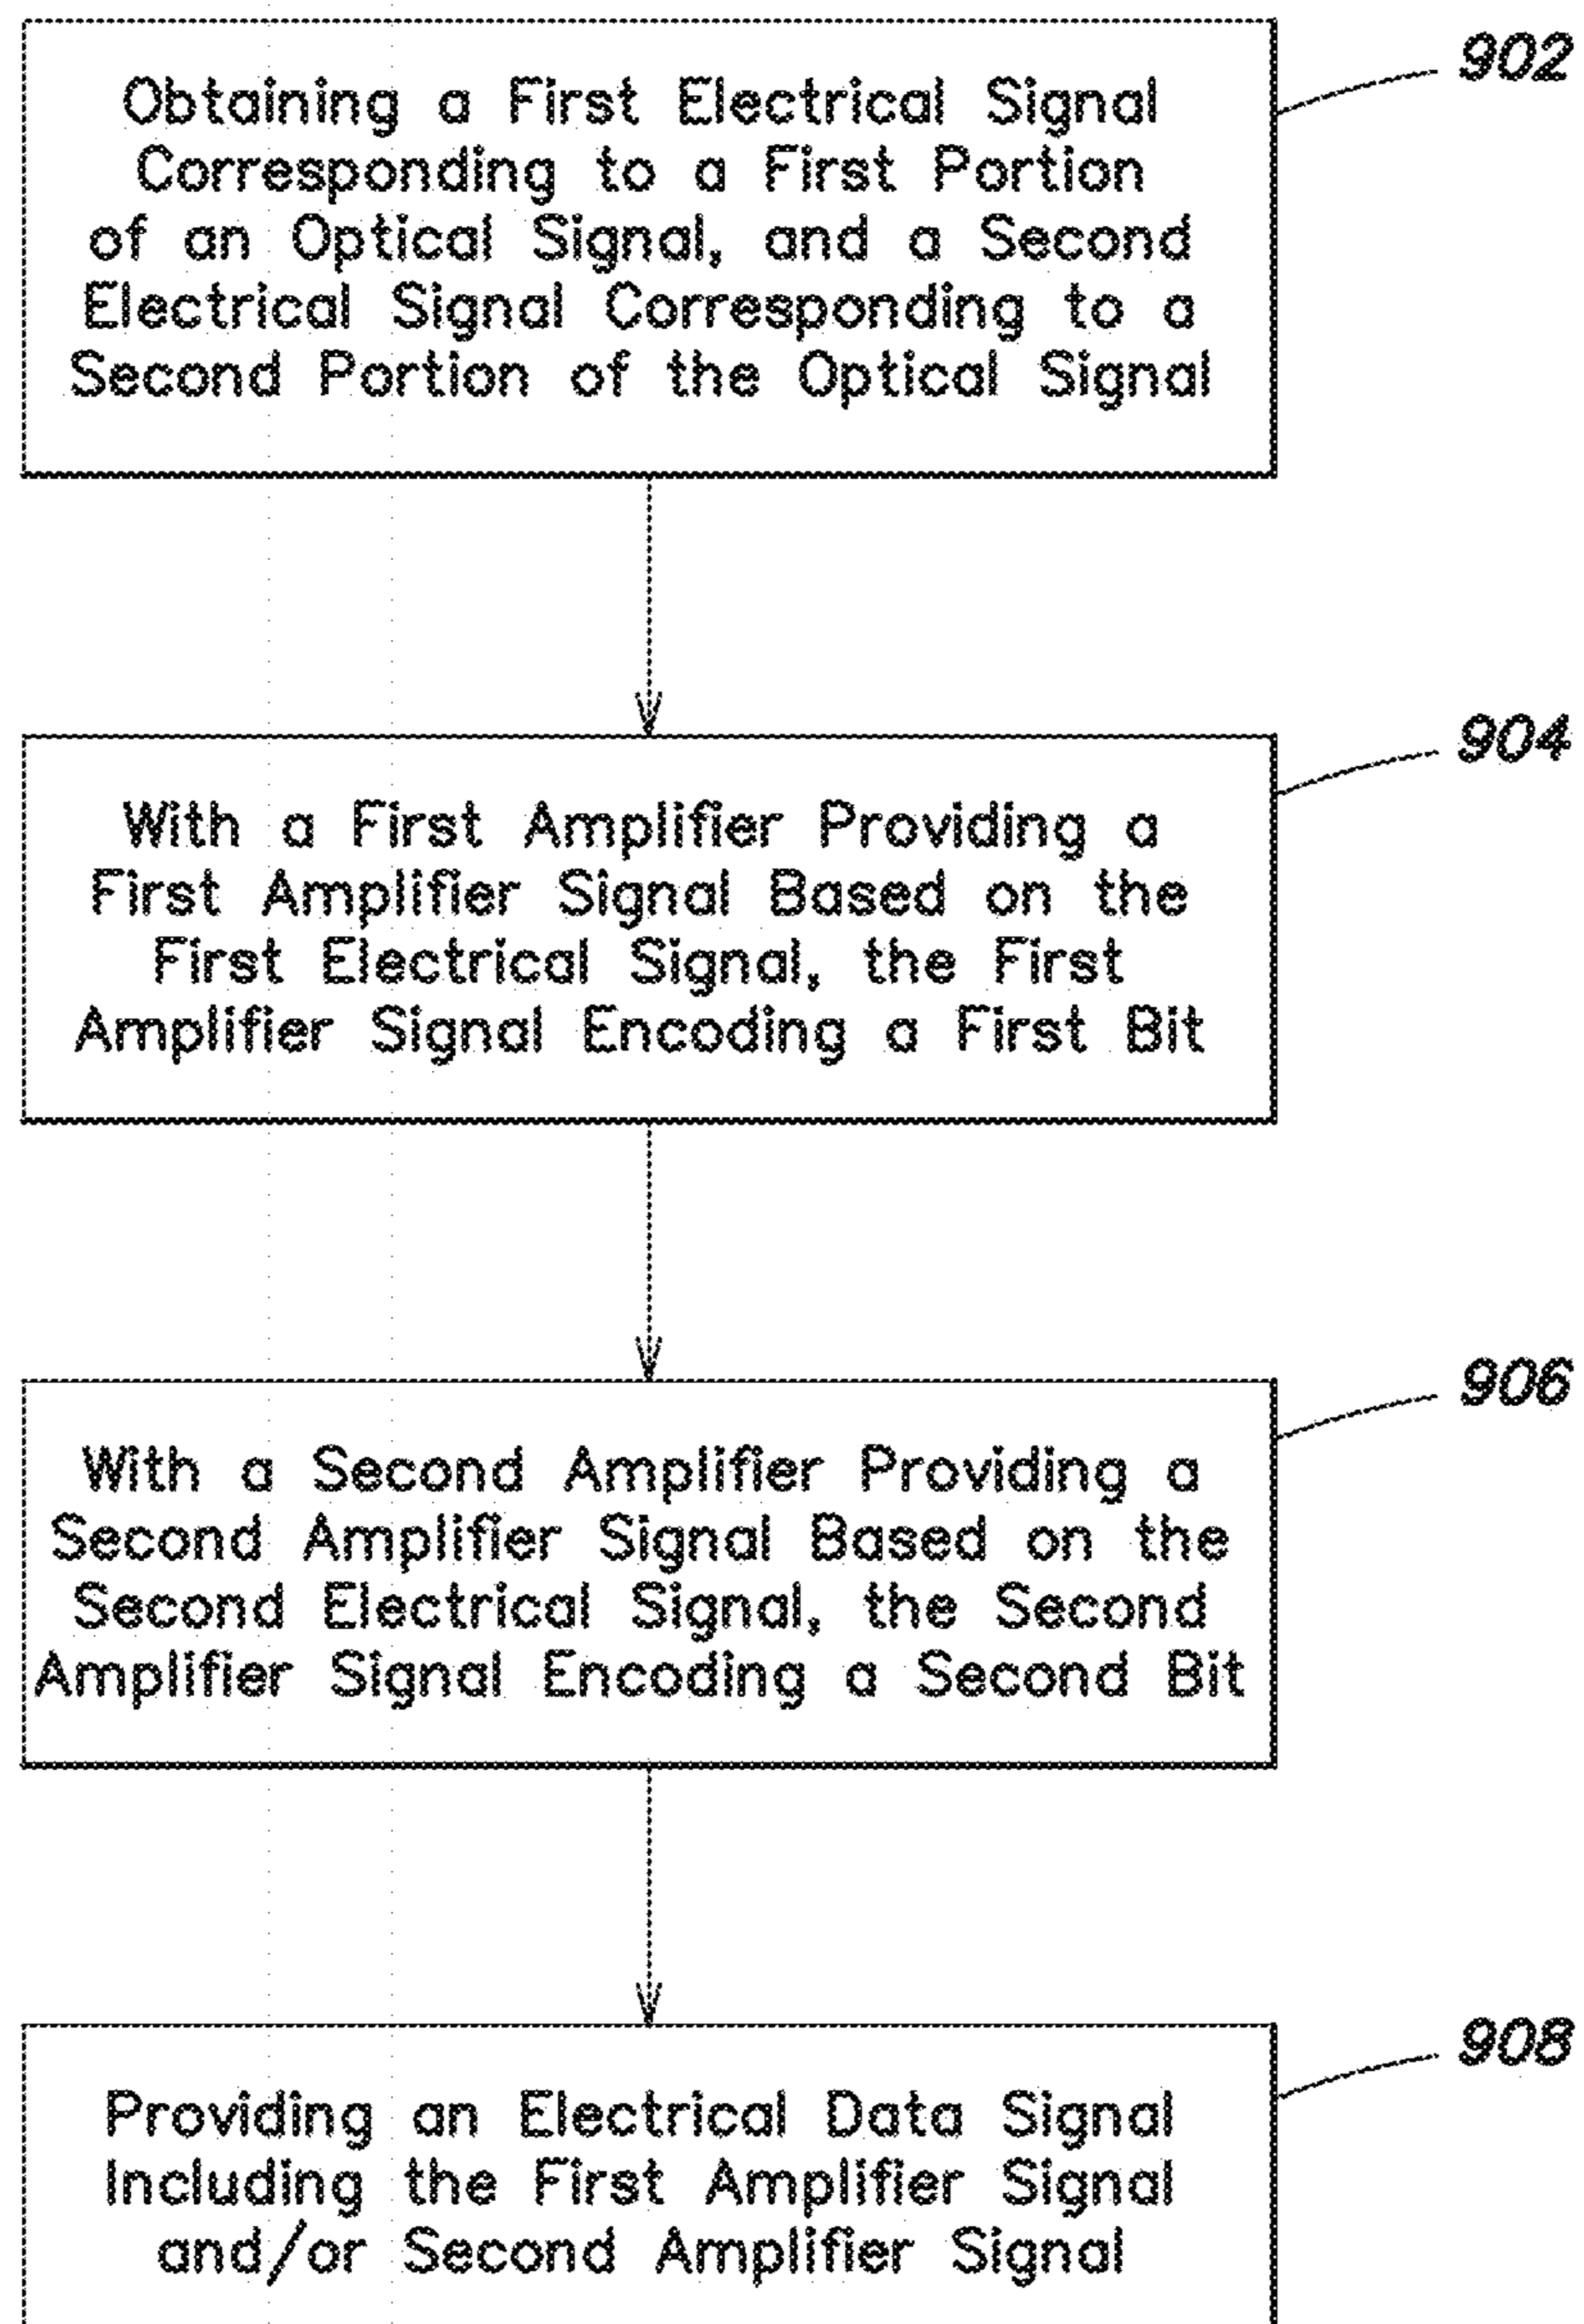 Obtaining a First Electrical Signal
Corresponding to a First Portion
of an Optical Signal, and a Second
Electrical Signal Corresponding to a
Second Portion of the Optical Signal
902
With a First Amplifier Providing a
First Amplifier Signal Based on the
First Electrical Signal, the First
Amplifier Signal Encoding a First Bit
904
With a Second Amplifier Providing a
Second Amplifier Signal Based on the
Second Electrical Signal, the Second
Amplifier Signal Encoding a Second Bit
906
Providing an Electrical Data Signal
Including the First Amplifier Signal
and/or Second Amplifier Signal
908